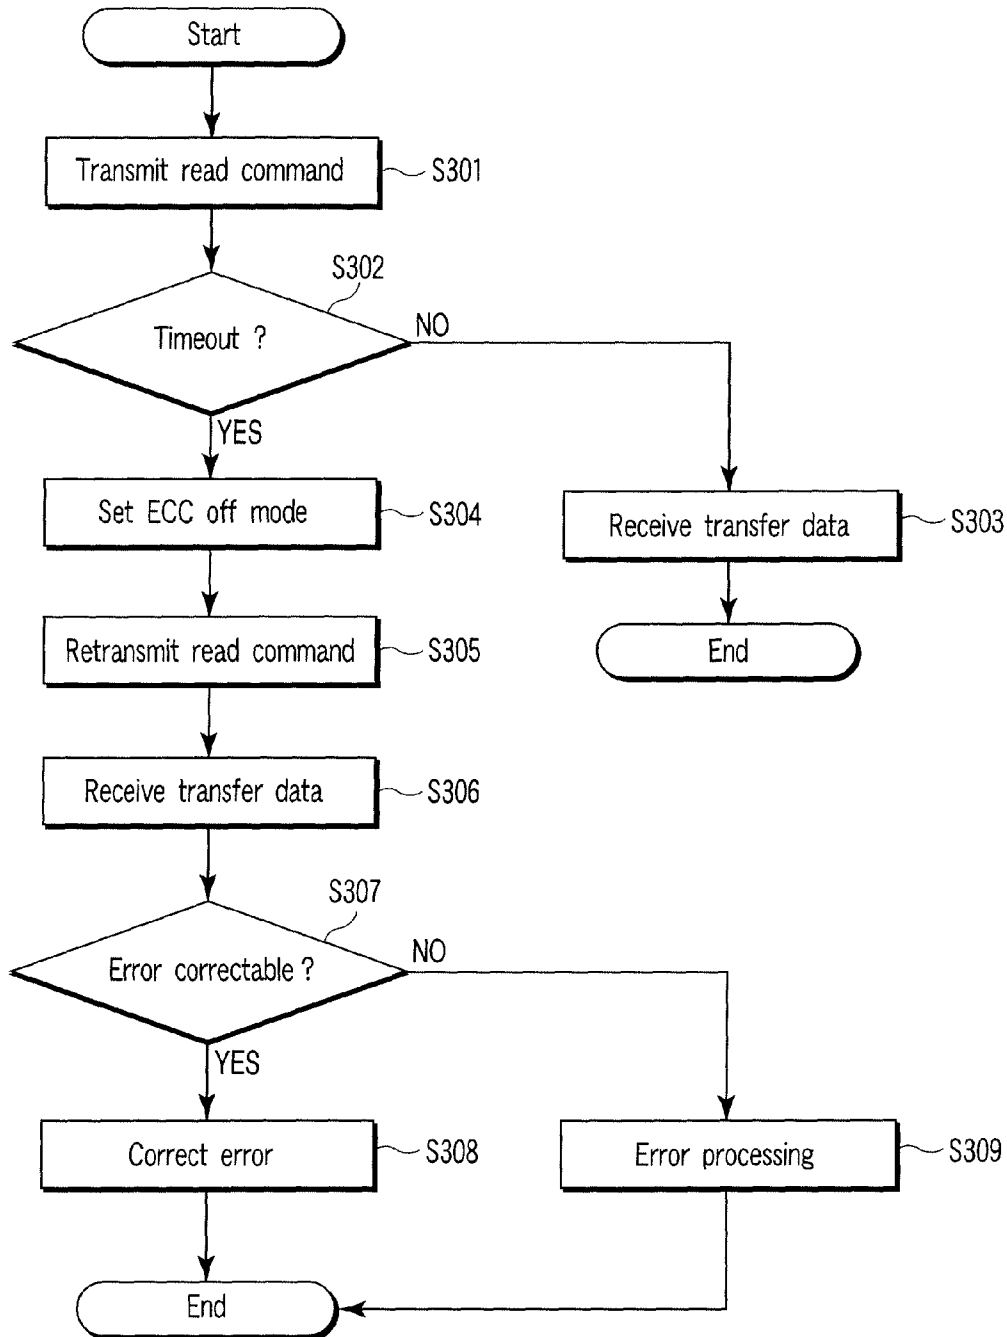 Start
Transmit read command
S301
S302
Timeout ?
NO
YES
Set ECC off mode
S304
Receive transfer data
S303
Retransmit read command
S305
End
Receive transfer data
S306
S307
Error correctable ?
NO
YES
Correct error
S308
Error processing
S309
End